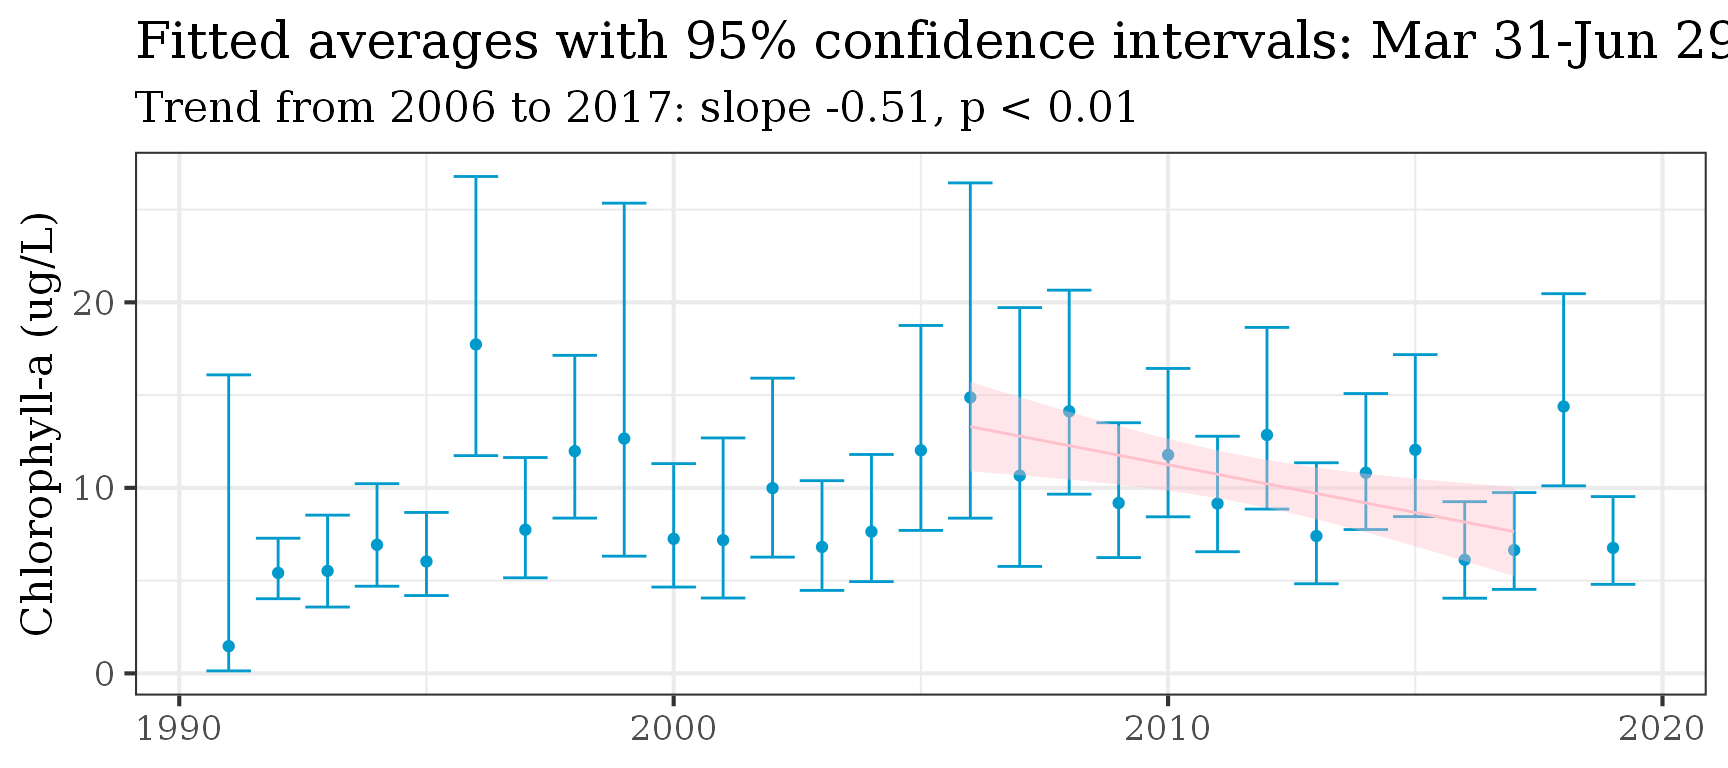 Fitted averages with 95% confidence intervals: Mar 31-Jun 29
Trend from 2006 to 2017: slope -0.51, p < 0.01
Chlorophyll-a (ug/L)
20
10
0
1990 2000 2010 2020